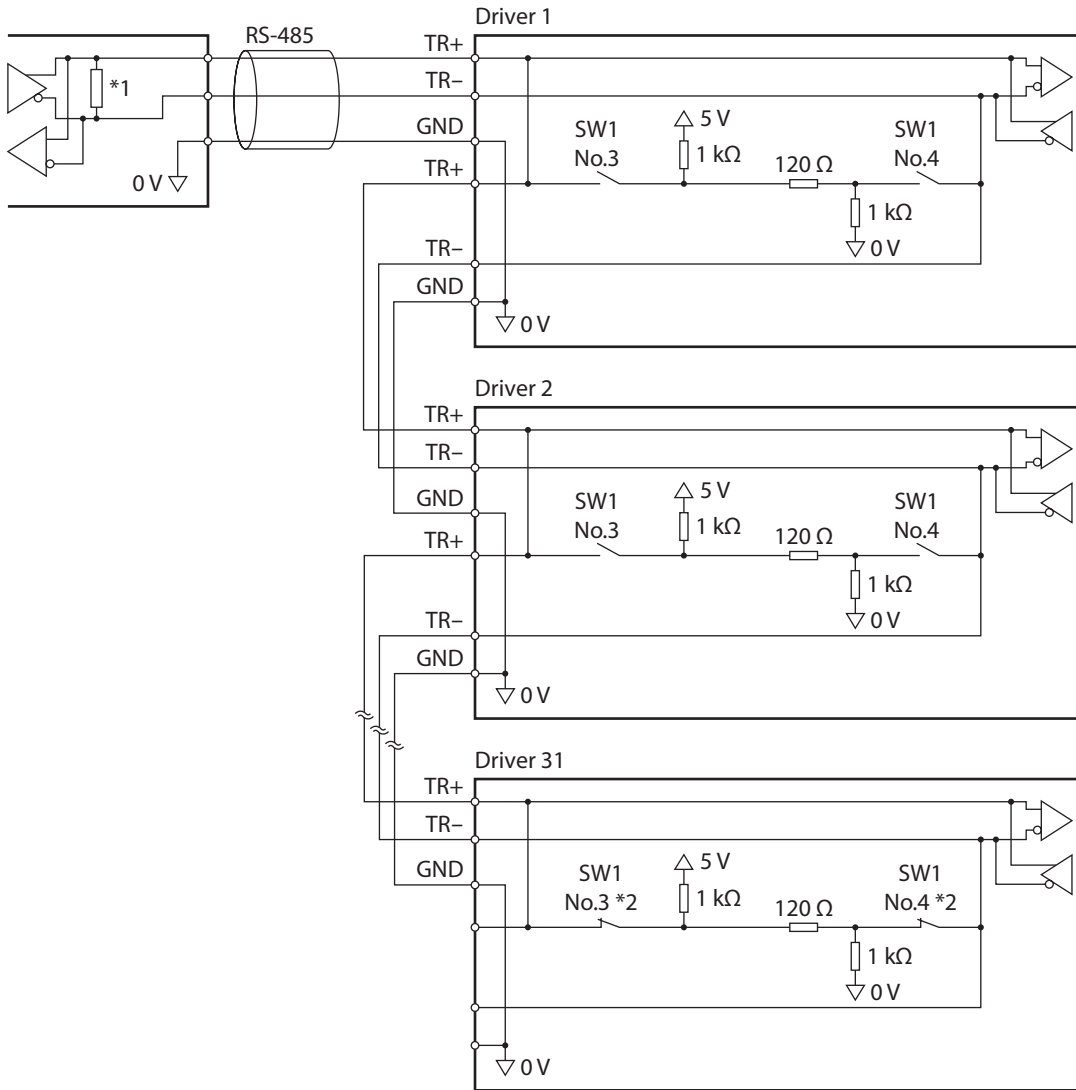 Driver 1
RS-485
TR+
TR–
*1
GND
5 V
SW1
No.3
1 kΩ
120 Ω
SW1
No.4
0 V
TR+
1 kΩ
0 V
TR–
GND
0 V
Driver 2
TR+
TR–
GND
5 V
SW1
No.3
1 kΩ
120 Ω
SW1
No.4
TR+
1 kΩ
0 V
TR–
GND
0 V
Driver 31
TR+
TR–
GND
5 V
SW1
No.3 *2
1 kΩ
120 Ω
SW1
No.4 *2
1 kΩ
0 V
0 V